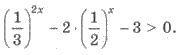 (1/3)^{2x} − 2 · (1/2)^x − 3 > 0.